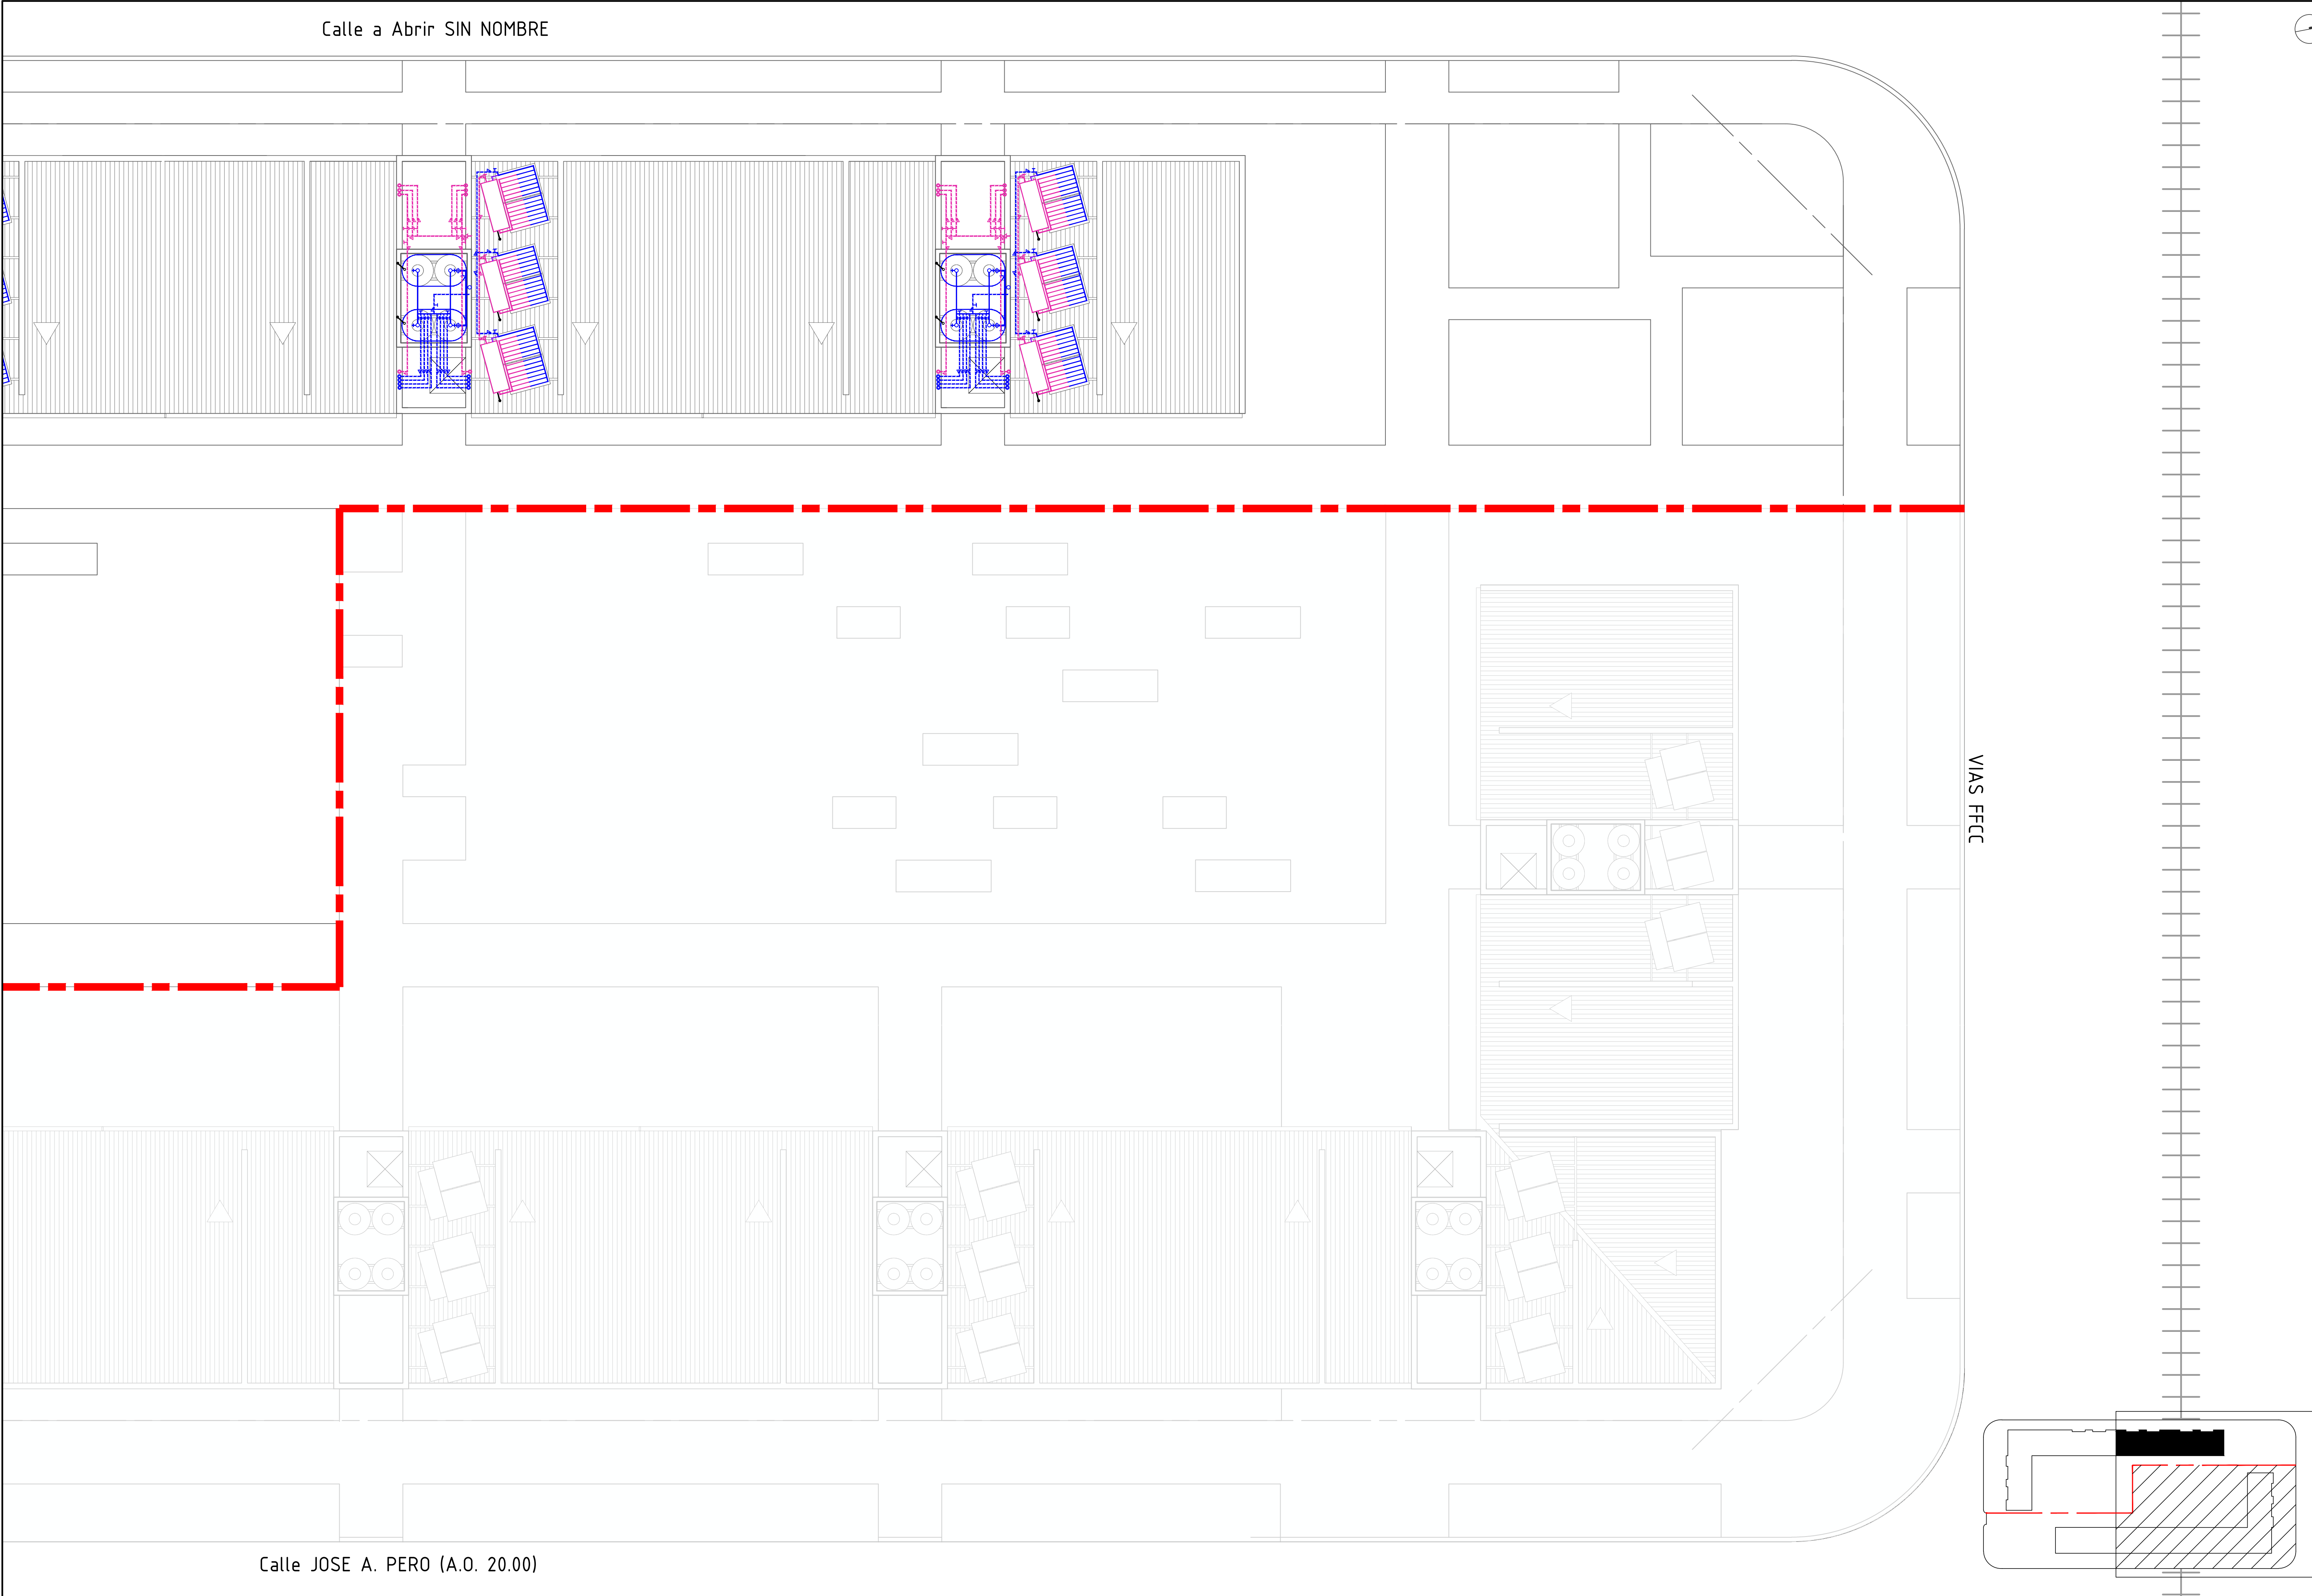 Calle a Abrir SIN NOMBRE
VIAS FFCC
Calle JOSE A. PERO (A.O. 20.00)